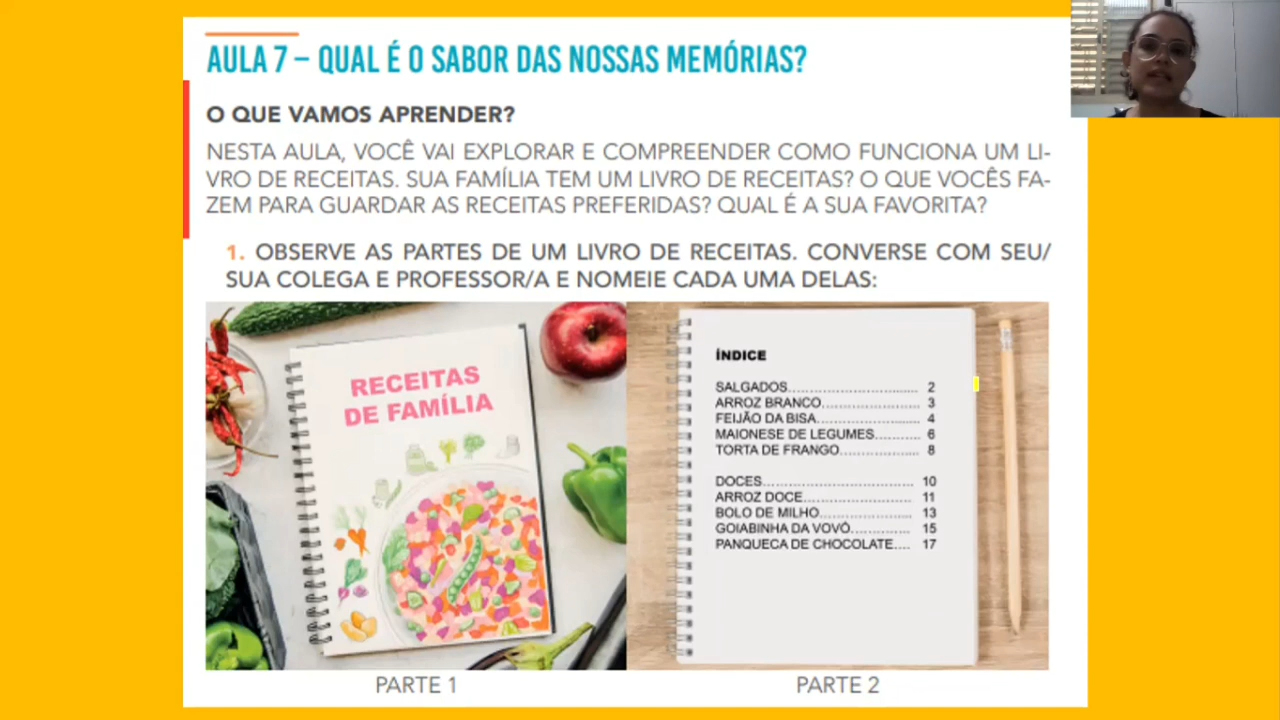 AULA 7 – QUAL É O SABOR DAS NOSSAS MEMÓRIAS?
O QUE VAMOS APRENDER?
NESTA AULA, VOCÊ VAI EXPLORAR E COMPREENDER COMO FUNCIONA UM LI-
VRO DE RECEITAS. SUA FAMÍLIA TEM UM LIVRO DE RECEITAS? O QUE VOCÊS FA-
ZEM PARA GUARDAR AS RECEITAS PREFERIDAS? QUAL É A SUA FAVORITA?
1. OBSERVE AS PARTES DE UM LIVRO DE RECEITAS. CONVERSE COM SEU/
SUA COLEGA E PROFESSOR/A E NOMEIE CADA UMA DELAS:
RECEITAS
DE FAMÍLIA
PARTE 1
ÍNDICE
SALGADOS................................ 2
ARROZ BRANCO........................ 3
FEIJÃO DA BISA......................... 4
MAIONESE DE LEGUMES.......... 6
TORTA DE FRANGO................... 8
DOCES..................................... 10
ARROZ DOCE........................... 11
BOLO DE MILHO....................... 13
GOIABINHA DA VOVÓ.............. 15
PANQUECA DE CHOCOLATE.... 17
PARTE 2